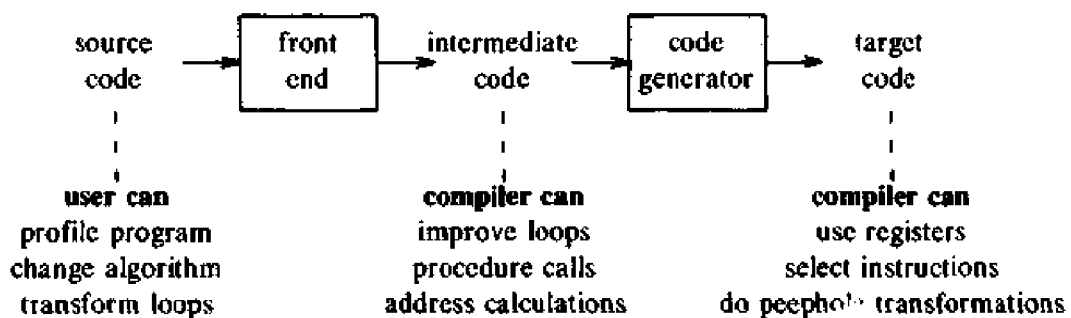 source
code
front
end
intermediate
code
code
generator
target
code
user can
profile program
change algorithm
transform loops
compiler can
improve loops
procedure calls
address calculations
compiler can
use registers
select instructions
do peephole transformations